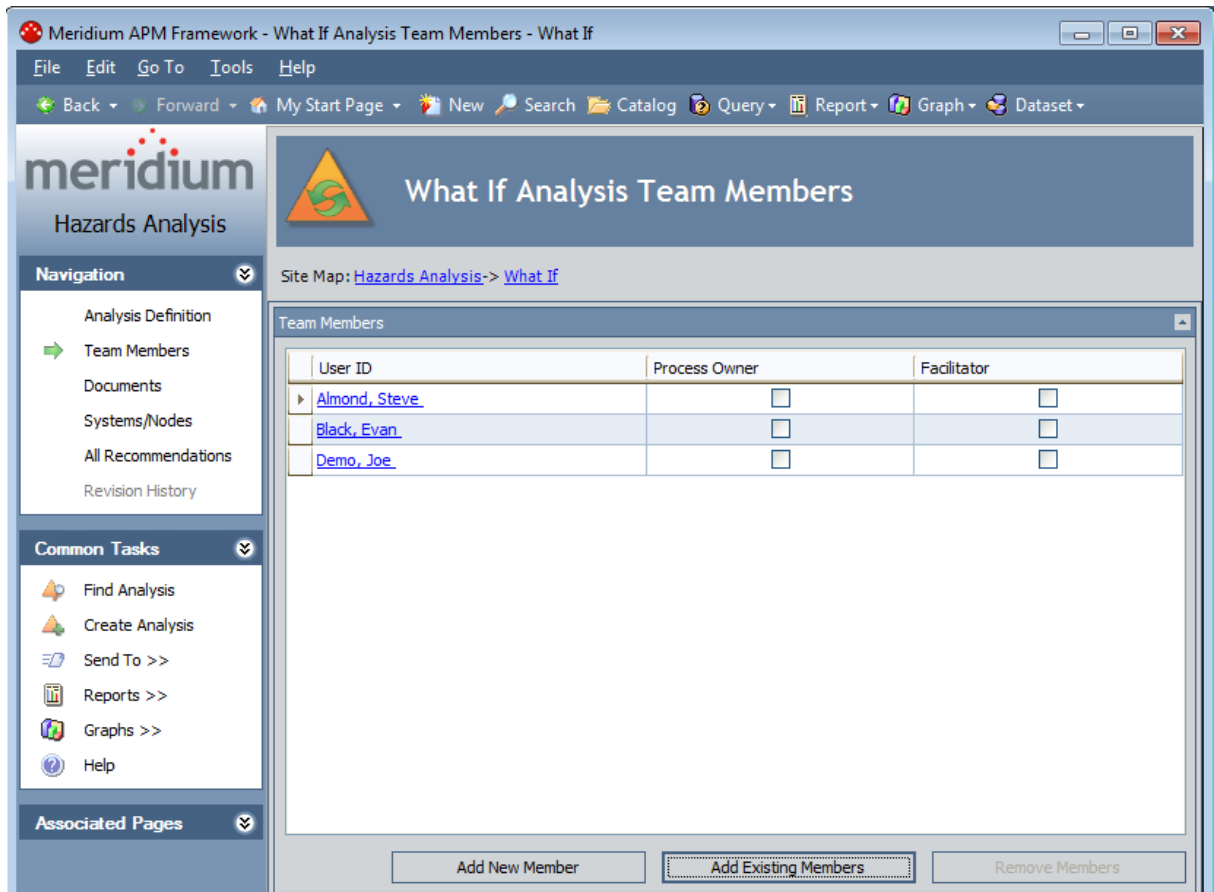 Meridium APM Framework - What If Analysis Team Members - What If
File Edit Go To Tools Help
Back Forward My Start Page New Search Catalog Query Report Graph Dataset
meridium
Hazards Analysis
What If Analysis Team Members
Navigation
Analysis Definition
Team Members
Documents
Systems/Nodes
All Recommendations
Revision History
Common Tasks
Find Analysis
Create Analysis
Send To >>
Reports >>
Graphs >>
Help
Associated Pages
Site Map: Hazards Analysis-> What If
Team Members
User ID Process Owner Facilitator
Almond, Steve
Black, Evan
Demo, Joe
Add New Member Add Existing Members Remove Members